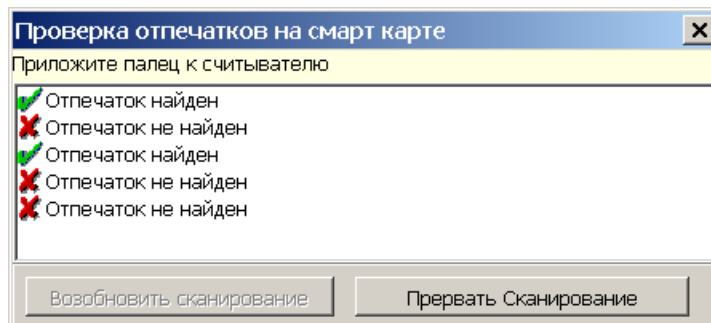 Проверка отпечатков на смарт карте
Приложите палец к считывателю
Отпечаток найден
Отпечаток не найден
Отпечаток найден
Отпечаток не найден
Отпечаток не найден
Возобновить сканирование
Прервать Сканирование